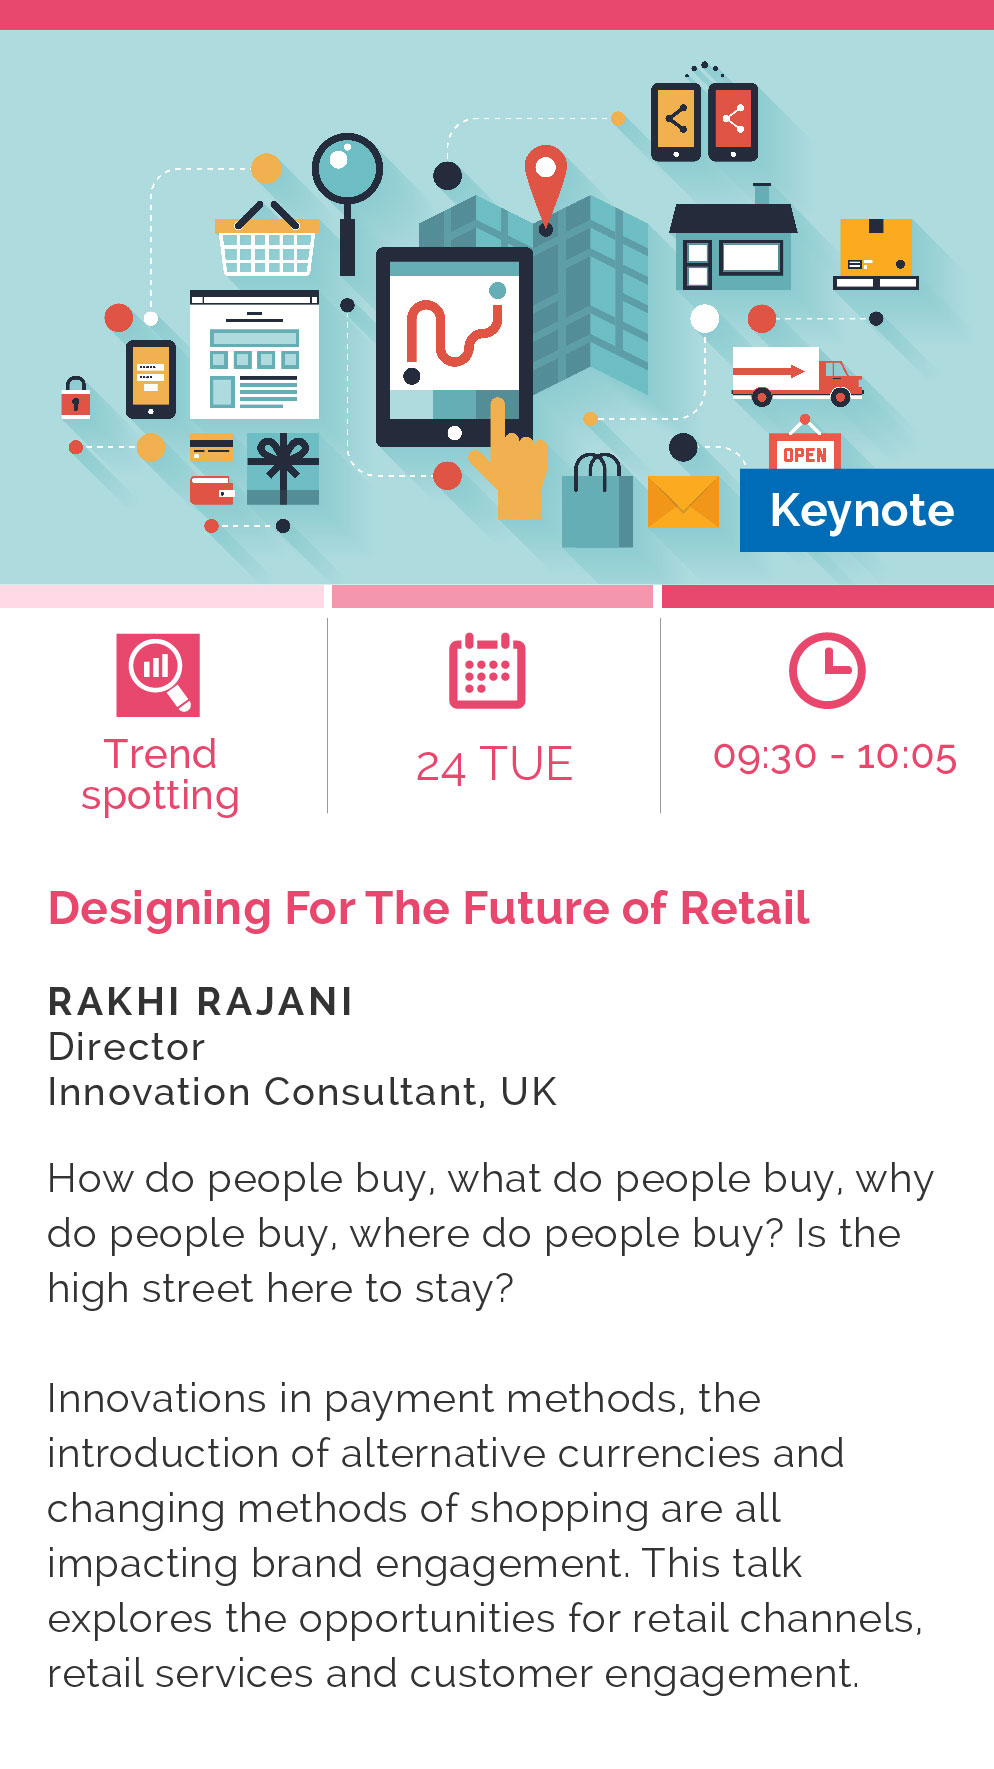 OPEN
Keynote
Trend
spotting
24 TUE
09:30 - 10:05
Designing For The Future of Retail
RAKHI RAJANI
Director
Innovation Consultant, UK
How do people buy, what do people buy, why
do people buy, where do people buy? Is the
high street here to stay?
Innovations in payment methods, the
introduction of alternative currencies and
changing methods of shopping are all
impacting brand engagement. This talk
explores the opportunities for retail channels,
retail services and customer engagement.